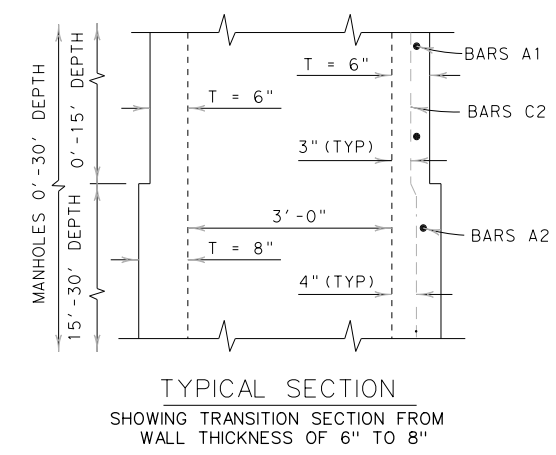 BARS A1
T = 6"
T = 6"
BARS C2
3"(TYP)
3'-0"
BARS A2
T = 8"
4"(TYP)
MANHOLES 0'-30' DEPTH
0'-15' DEPTH
15'-30' DEPTH
TYPICAL SECTION
SHOWING TRANSITION SECTION FROM
WALL THICKNESS OF 6" TO 8"